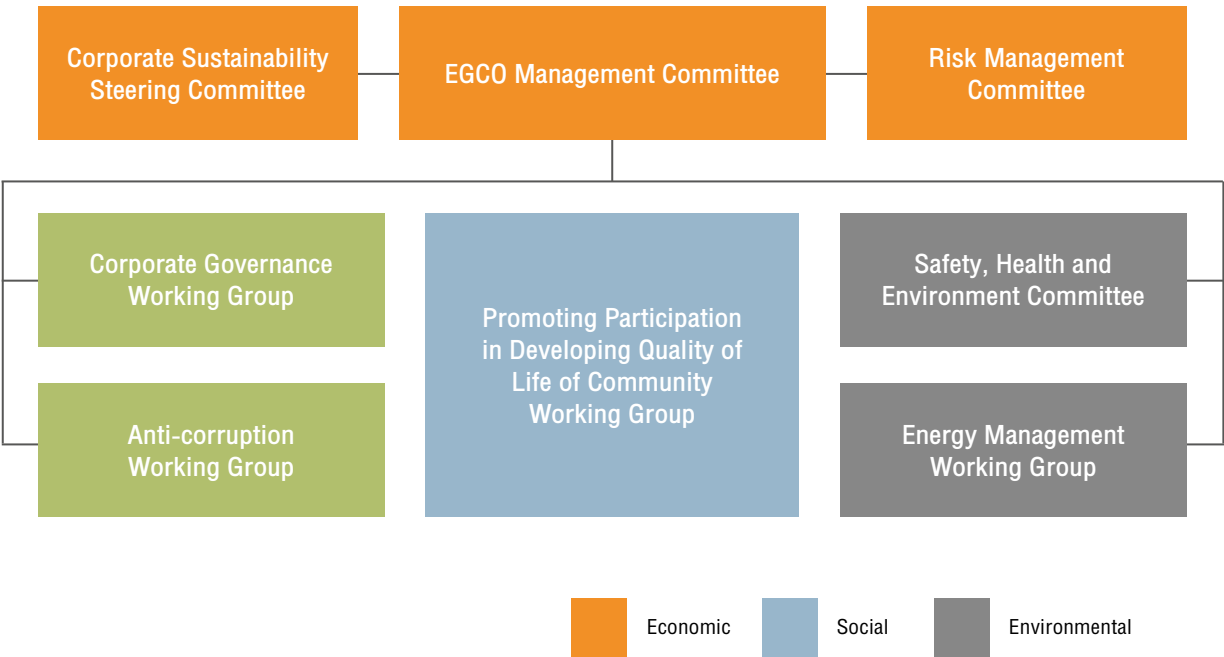 Corporate Sustainability
Steering Committee
EGCO Management Committee
Risk Management
Committee
Corporate Governance
Working Group
Promoting Participation
in Developing Quality of
Life of Community
Working Group
Safety, Health and
Environment Committee
Anti-corruption
Working Group
Energy Management
Working Group
Economic
Social
Environmental